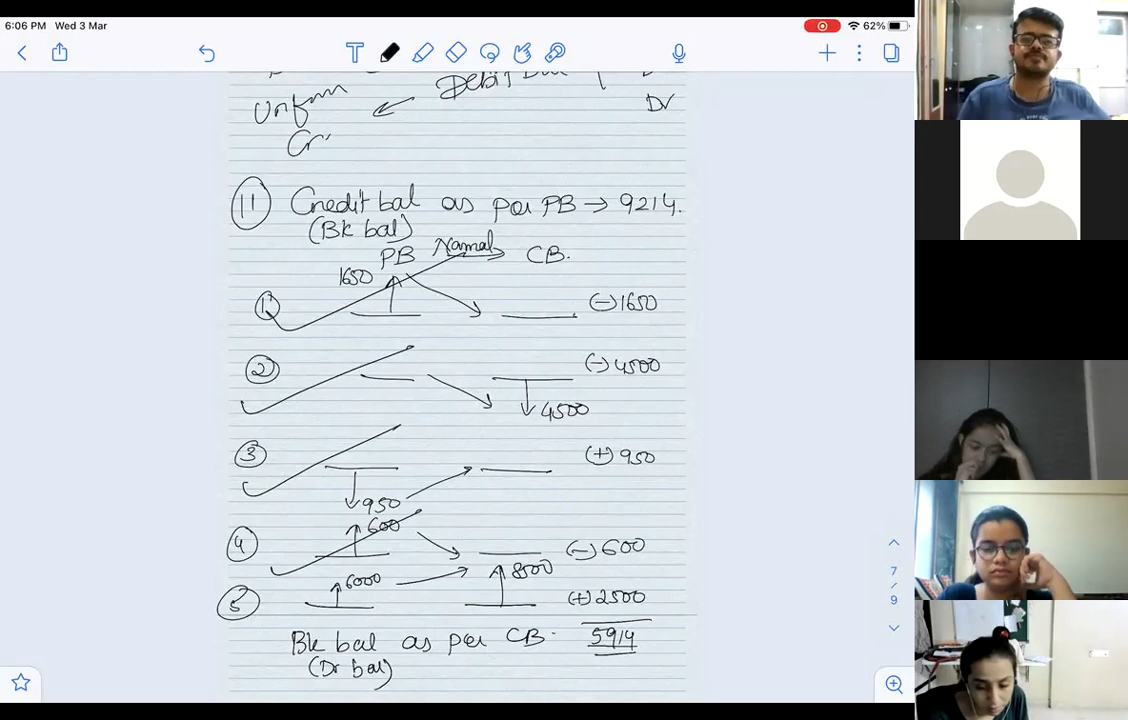 6:06 PM Wed 3 Mar
62%
T
Debit Bal
Uniform
Dr
Cr
11 Credit bal as per PB → 9214.
(Bk bal)
PB Normal CB.
1650
1 (-) 1650
2 (-) 4500
4500
3 (+) 950
950
600
4 (-) 600
6000 8500
5 (+) 2500
Bk bal as per CB. 5914
(Dr bal)
7
/
9